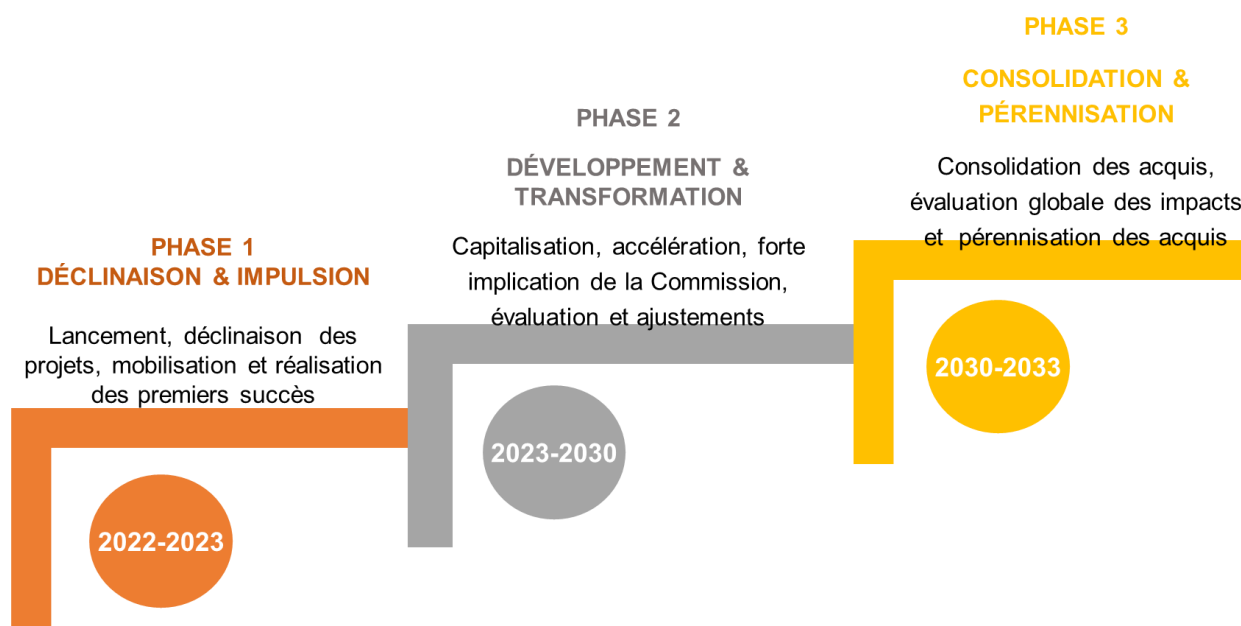 PHASE 1
DÉCLINAISON & IMPULSION
Lancement, déclinaison des
projets, mobilisation et réalisation
des premiers succès
2022-2023
PHASE 2
DÉVELOPPEMENT &
TRANSFORMATION
Capitalisation, accélération, forte
implication de la Commission,
évaluation et ajustements
2023-2030
PHASE 3
CONSOLIDATION &
PÉRENNISATION
Consolidation des acquis,
évaluation globale des impacts
et pérennisation des acquis
2030-2033